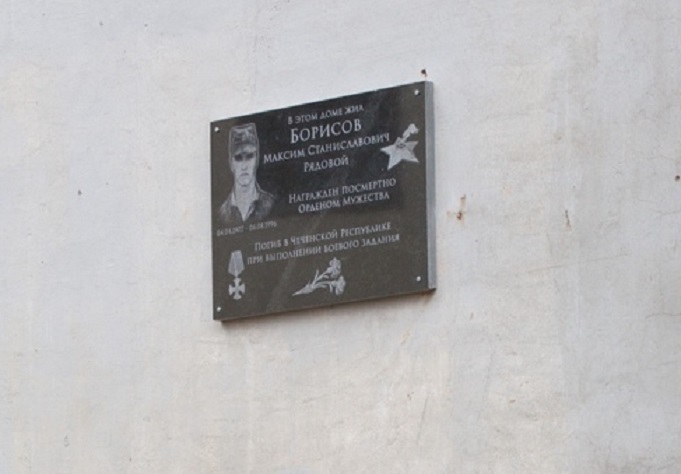 В ЭТОМ ДОМЕ ЖИЛ
БОРИСОВ
МАКСИМ СТАНИСЛАВОВИЧ
РЯДОВОЙ
НАГРАЖДЕН ПОСМЕРТНО
ОРДЕНОМ МУЖЕСТВА
ПОГИБ В ЧЕЧЕНСКОЙ РЕСПУБЛИКЕ
ПРИ ВЫПОЛНЕНИИ БОЕВОГО ЗАДАНИЯ